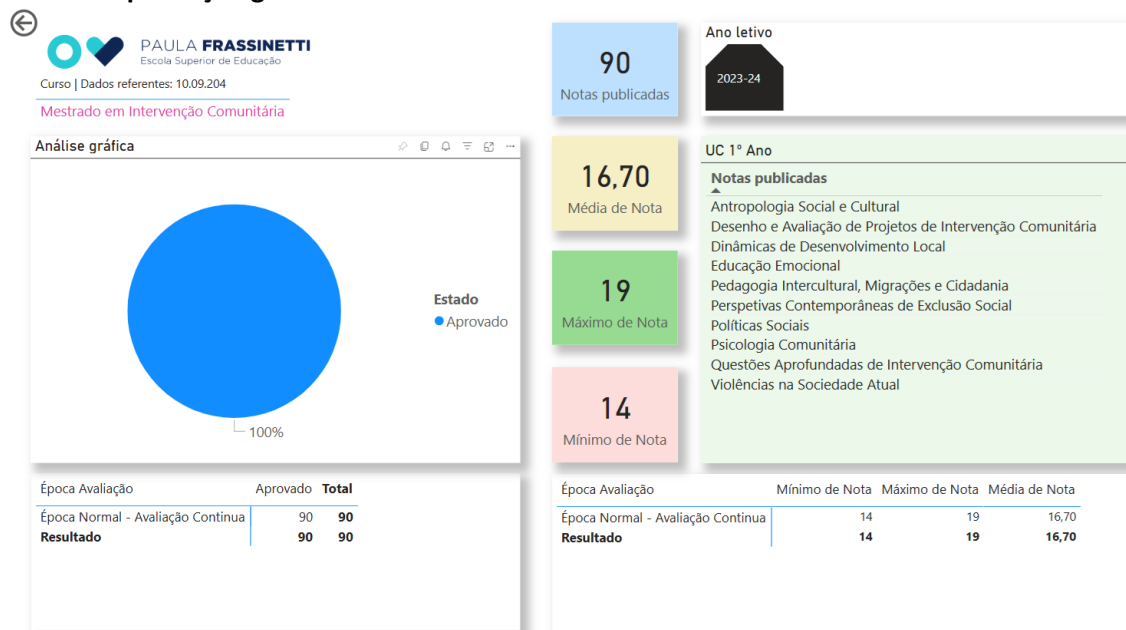 PAULA FRASSINETTI
Escola Superior de Educação
Curso | Dados referentes: 10.09.204
Mestrado em Intervenção Comunitária
90
Notas publicadas
Ano letivo
2023-24
Análise gráfica
Estado
Aprovado
100%
16,70
Média de Nota
19
Máximo de Nota
14
Mínimo de Nota
UC 1º Ano
Notas publicadas
Antropologia Social e Cultural
Desenho e Avaliação de Projetos de Intervenção Comunitária
Dinâmicas de Desenvolvimento Local
Educação Emocional
Pedagogia Intercultural, Migrações e Cidadania
Perspetivas Contemporâneas de Exclusão Social
Políticas Sociais
Psicologia Comunitária
Questões Aprofundadas de Intervenção Comunitária
Violências na Sociedade Atual
Época Avaliação Aprovado Total
Época Normal - Avaliação Continua 90 90
Resultado 90 90
Época Avaliação Mínimo de Nota Máximo de Nota Média de Nota
Época Normal - Avaliação Continua 14 19 16,70
Resultado 14 19 16,70